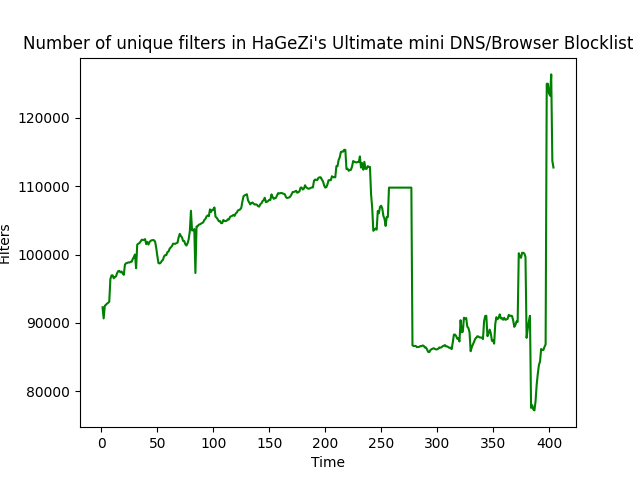 Number of unique filters in HaGeZi's Ultimate mini DNS/Browser Blocklist
120000
110000
100000
90000
80000
Filters
0 50 100 150 200 250 300 350 400
Time